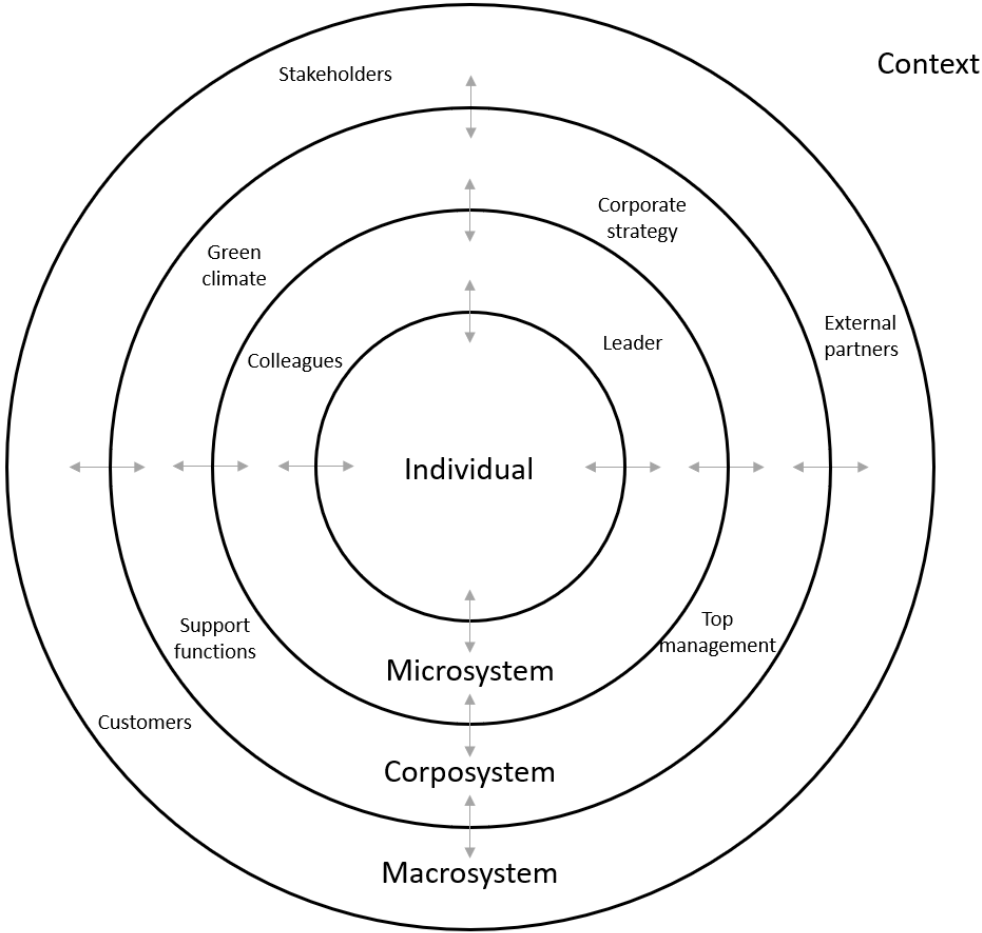 Context
Stakeholders
Corporate
strategy
Green
climate
External
partners
Leader
Colleagues
Individual
Top
management
Support
functions
Microsystem
Customers
Corposystem
Macrosystem